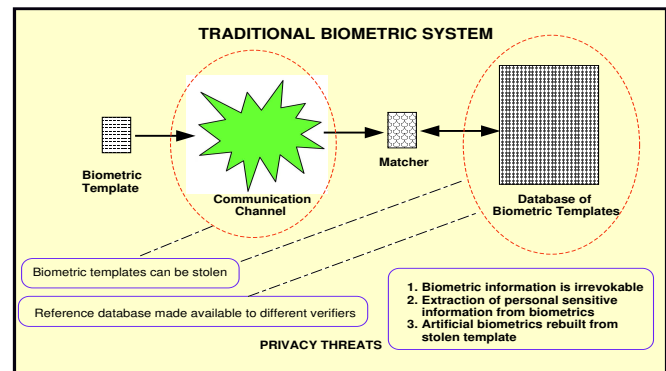 TRADITIONAL BIOMETRIC SYSTEM
Biometric
Template
Communication
Channel
Matcher
Database of
Biometric Templates
Biometric templates can be stolen
Reference database made available to different verifiers
1. Biometric information is irrevokable
2. Extraction of personal sensitive
information from biometrics
3. Artificial biometrics rebuilt from
stolen template
PRIVACY THREATS